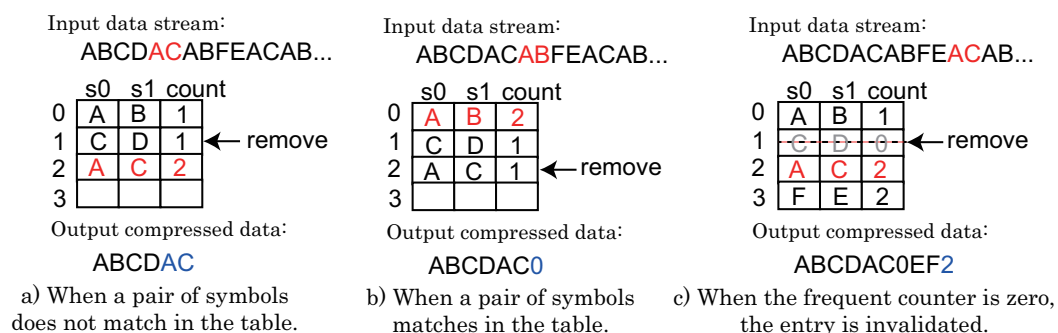 Input data stream:
ABCDACABFEACAB...
s0 s1 count
0 A B 1
1 C D 1 remove
2 A C 2
3
Output compressed data:
ABCDAC
a) When a pair of symbols
does not match in the table.
Input data stream:
ABCDACABFEACAB...
s0 s1 count
0 A B 2
1 C D 1
2 A C 1 remove
3
Output compressed data:
ABCDAC0
b) When a pair of symbols
matches in the table.
Input data stream:
ABCDACABFEACAB...
s0 s1 count
0 A B 1
1 C D 0 remove
2 A C 2
3 F E 2
Output compressed data:
ABCDAC0EF2
c) When the frequent counter is zero,
the entry is invalidated.